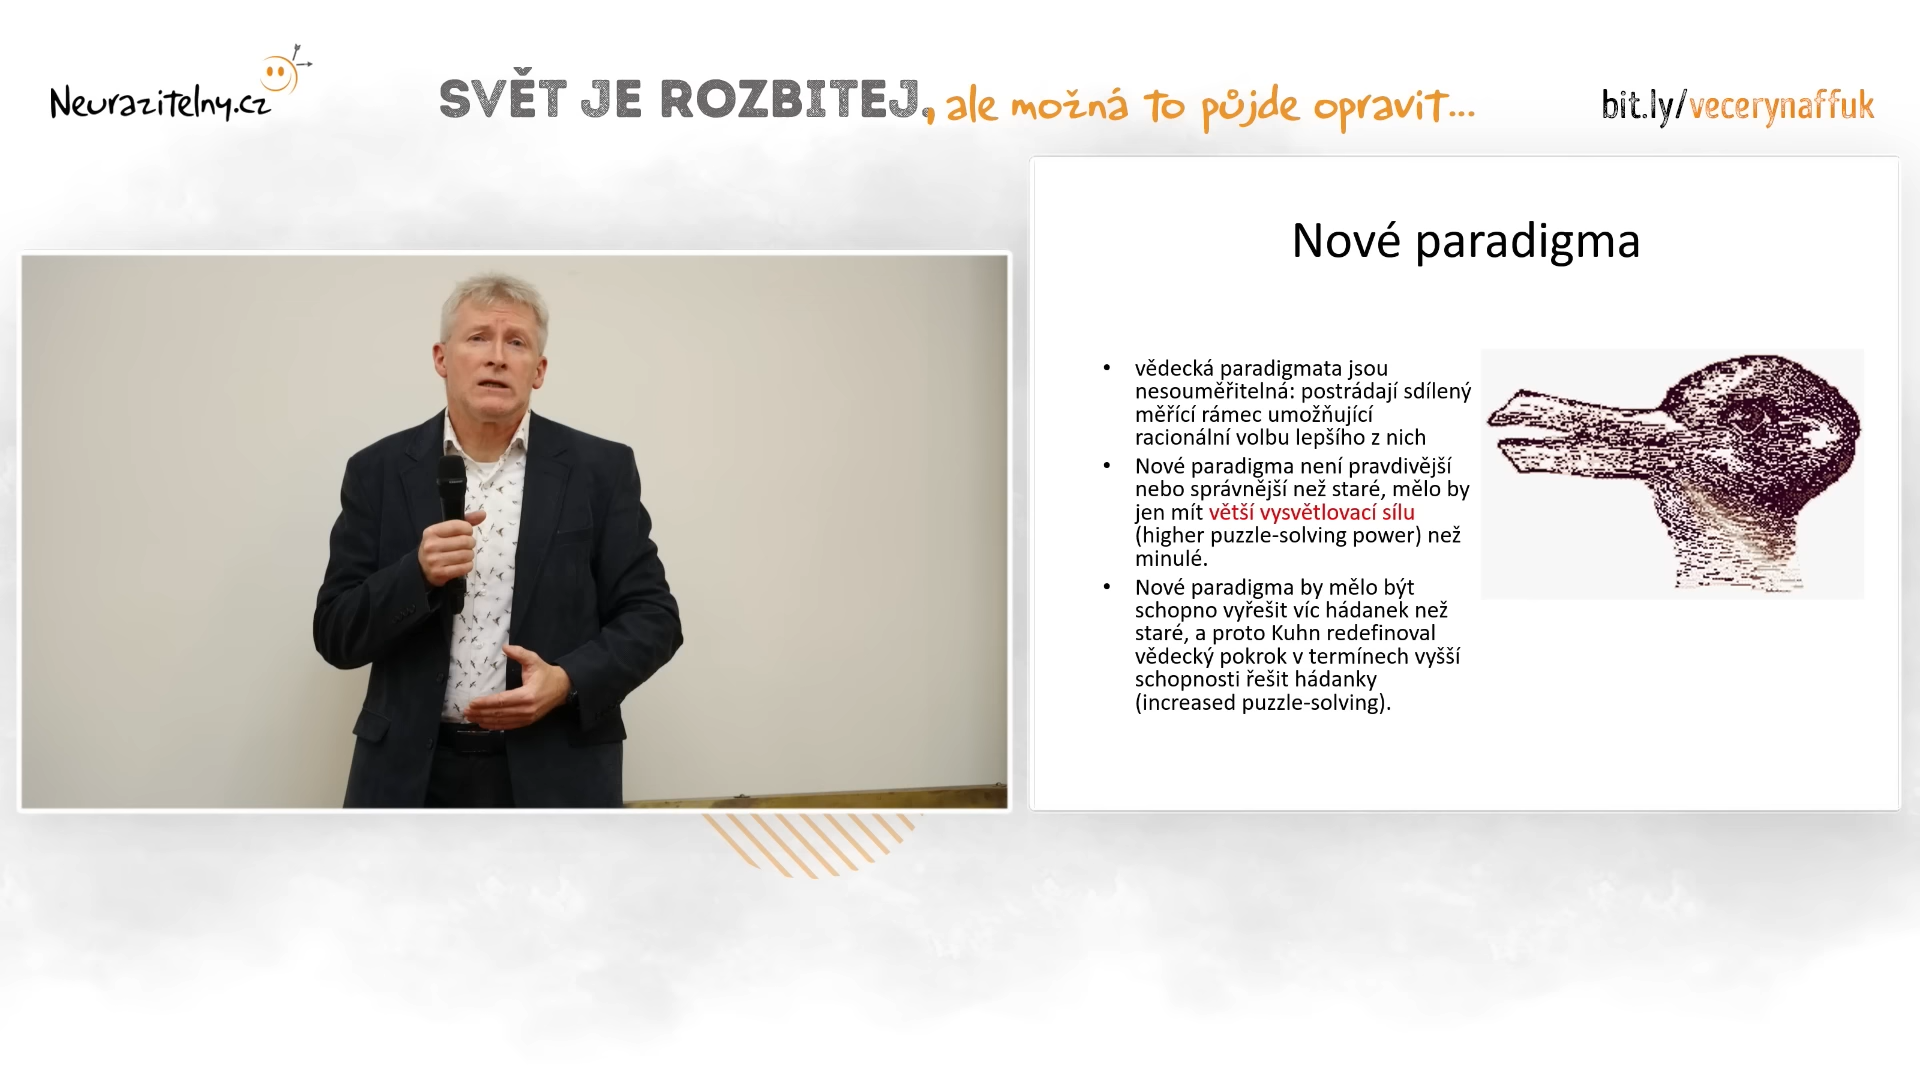 Neurazitelny.cz
SVĚT JE ROZBITEJ, ale možná to půjde opravit...
bit.ly/vecerynaffuk
Nové paradigma
• vědecká paradigmata jsou
nesouměřitelná: postrádají sdílený
měřící rámec umožňující
racionální volbu lepšího z nich
• Nové paradigma není pravdivější
nebo správnější než staré, mělo by
jen mít větší vysvětlovací sílu
(higher puzzle-solving power) než
minulé.
• Nové paradigma by mělo být
schopno vyřešit víc hádanek než
staré, a proto Kuhn redefinoval
vědecký pokrok v termínech vyšší
schopnosti řešit hádanky
(increased puzzle-solving).